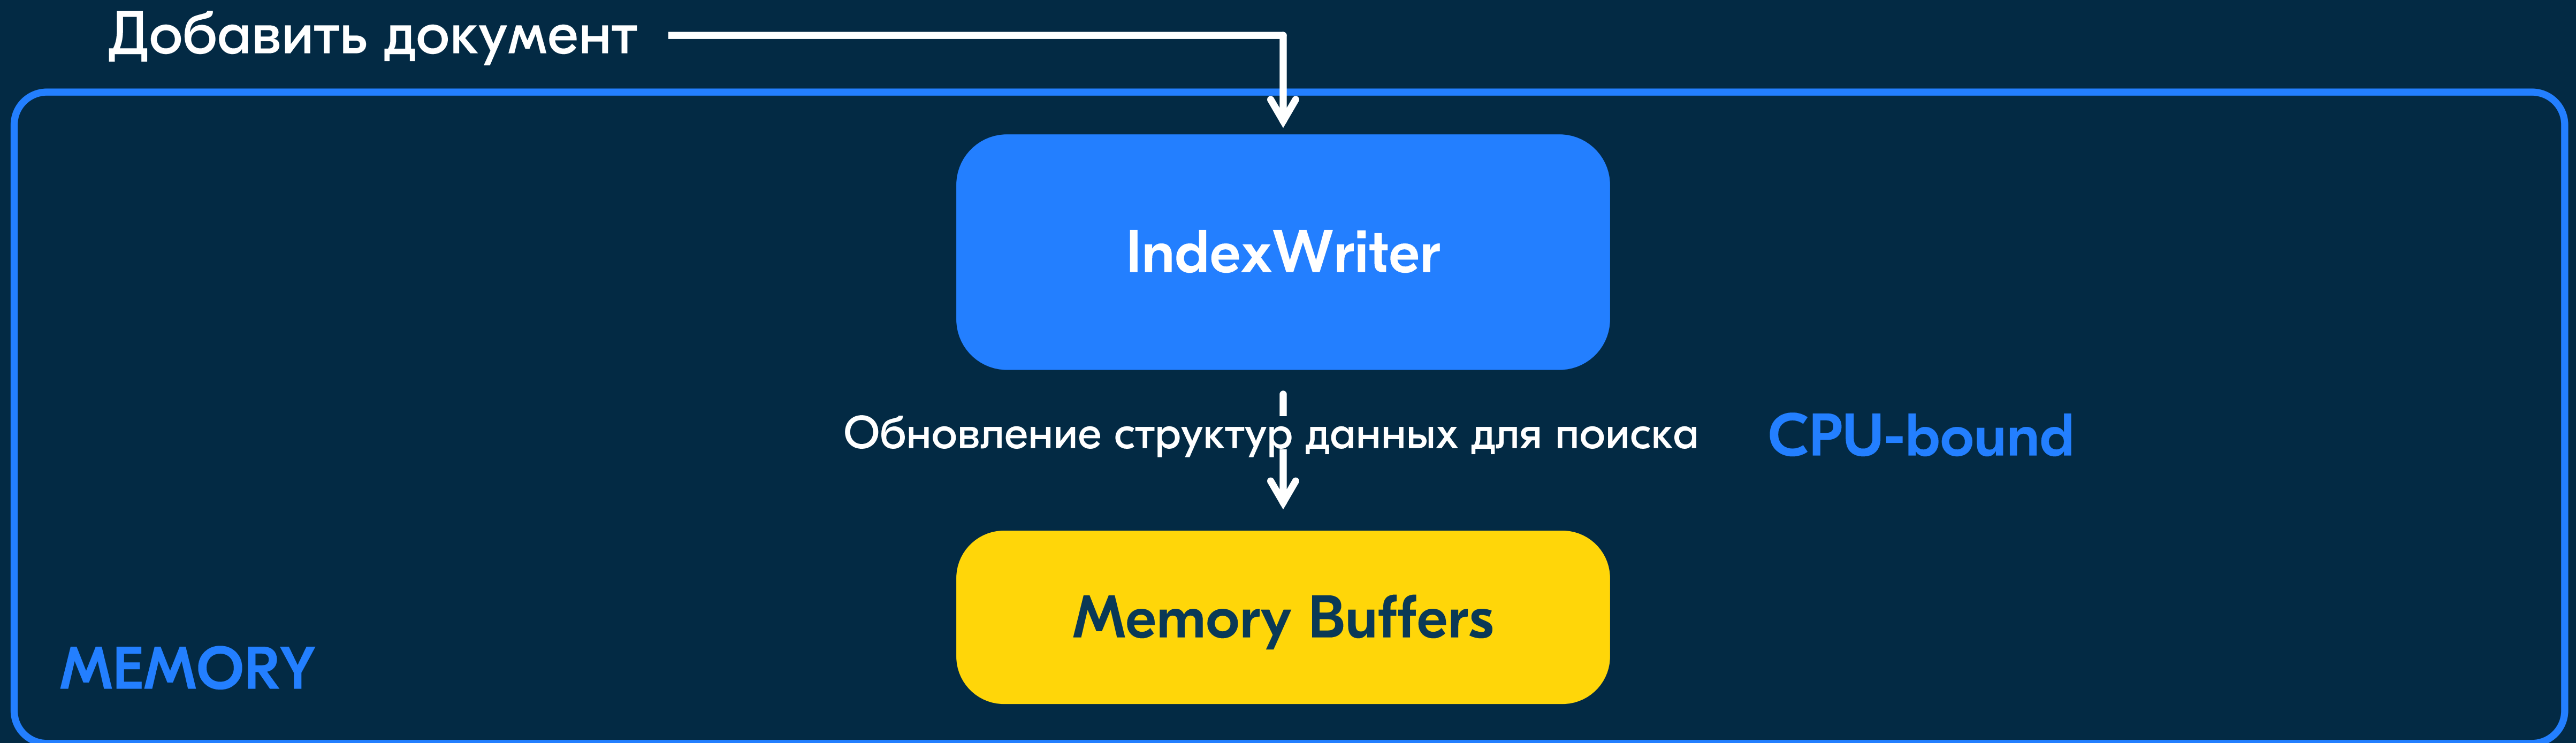 Добавить документ
IndexWriter
Обновление структур данных для поиска
CPU-bound
Memory Buffers
MEMORY